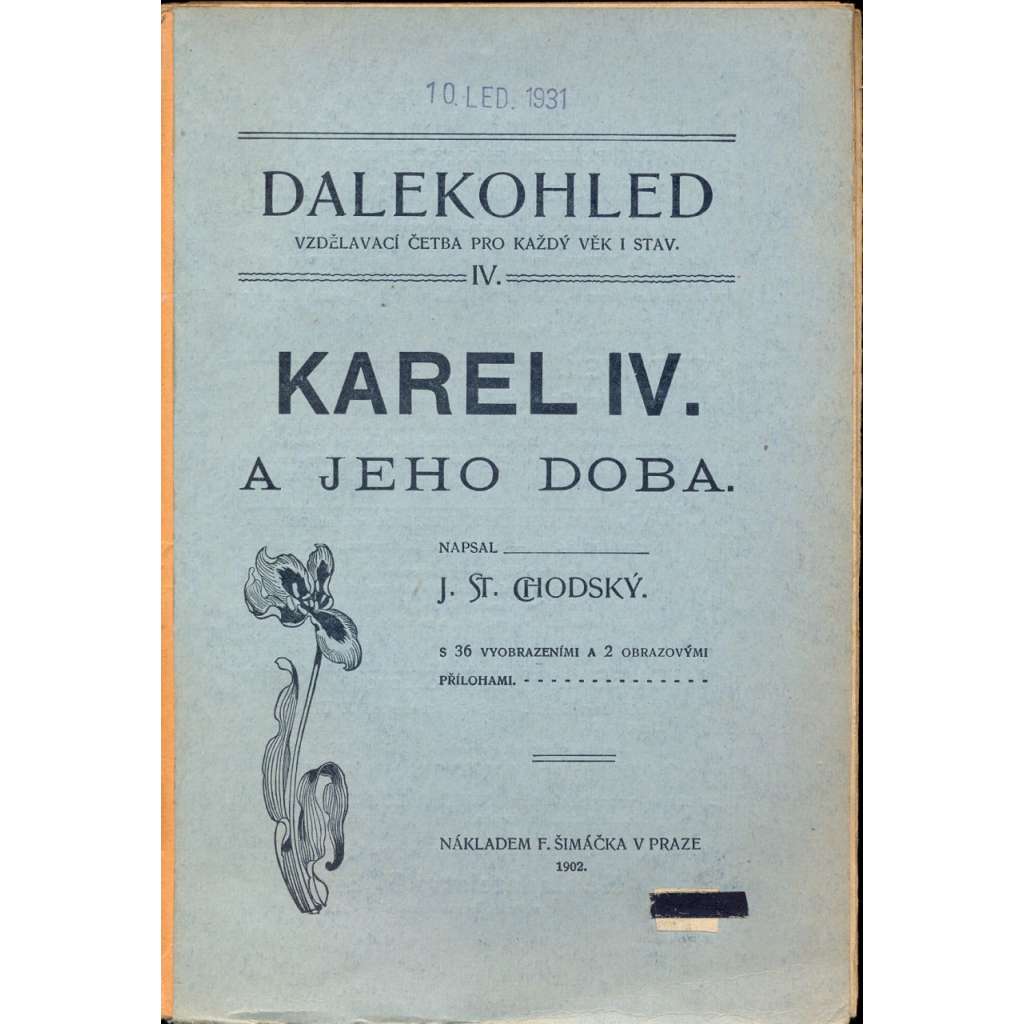 10. LED. 1931
DALEKOHLED
VZDĚLAVACÍ ČETBA PRO KAŽDÝ VĚK I STAV.
IV.
KAREL IV.
A JEHO DOBA.
NAPSAL
J. ST. CHODSKÝ.
S 36 VYOBRAZENÍMI A 2 OBRAZOVÝMI
PŘÍLOHAMI.
NÁKLADEM F. ŠIMÁČKA V PRAZE
1902.